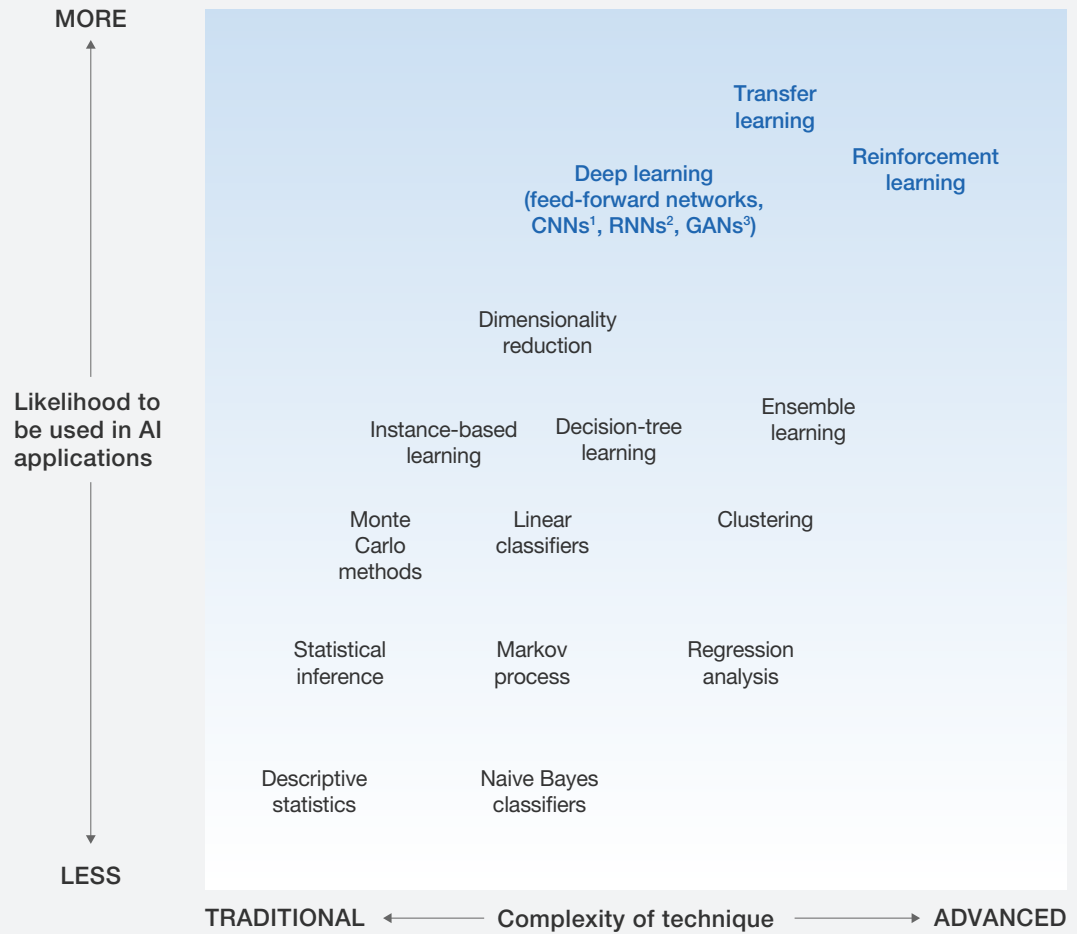 MORE
Transfer
learning
Reinforcement
learning
Deep learning
(feed-forward networks,
CNNs¹, RNNs², GANs³)
Dimensionality
reduction
Likelihood to
be used in AI
applications
Instance-based
learning
Decision-tree
learning
Ensemble
learning
Monte
Carlo
methods
Linear
classifiers
Clustering
Statistical
inference
Markov
process
Regression
analysis
Descriptive
statistics
Naive Bayes
classifiers
LESS
TRADITIONAL
Complexity of technique
ADVANCED